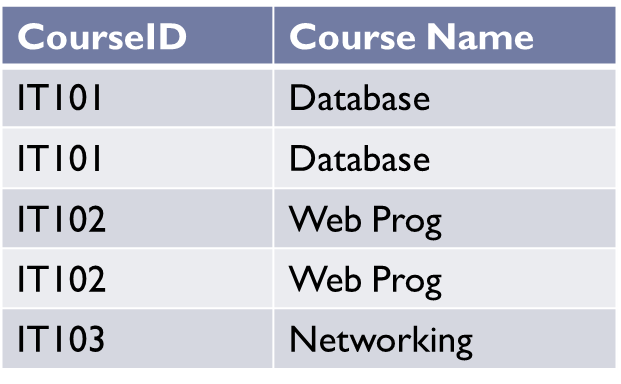 CourseID Course Name
IT101 Database
IT101 Database
IT102 Web Prog
IT102 Web Prog
IT103 Networking